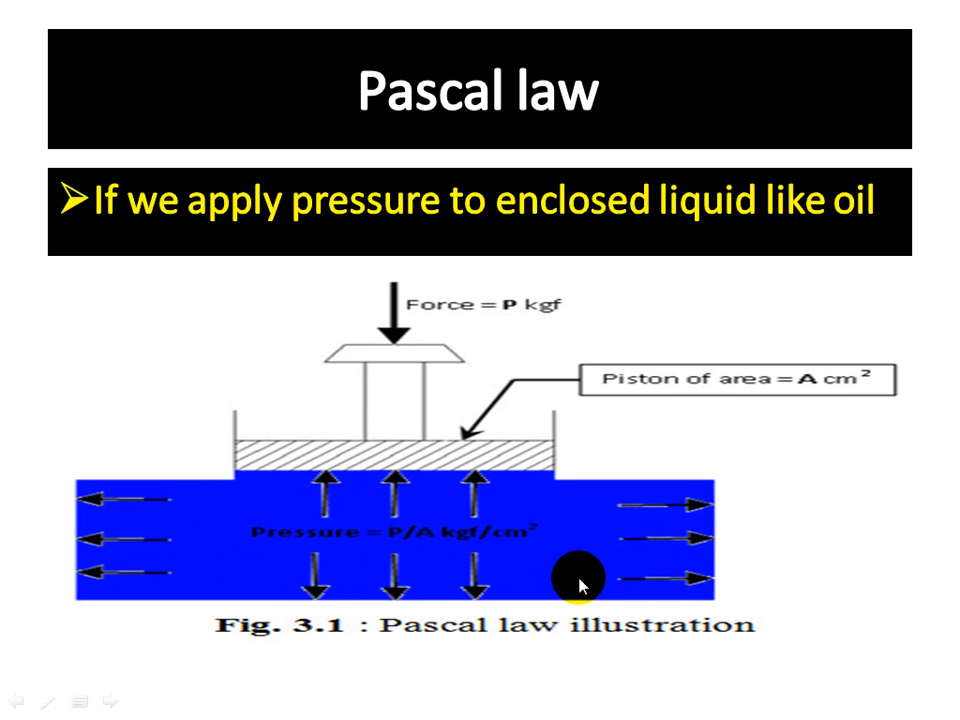 Pascal law
➢If we apply pressure to enclosed liquid like oil
Force = P kgf
Piston of area = A cm²
Pressure = P/A kgf/cm²
Fig. 3.1 : Pascal law illustration